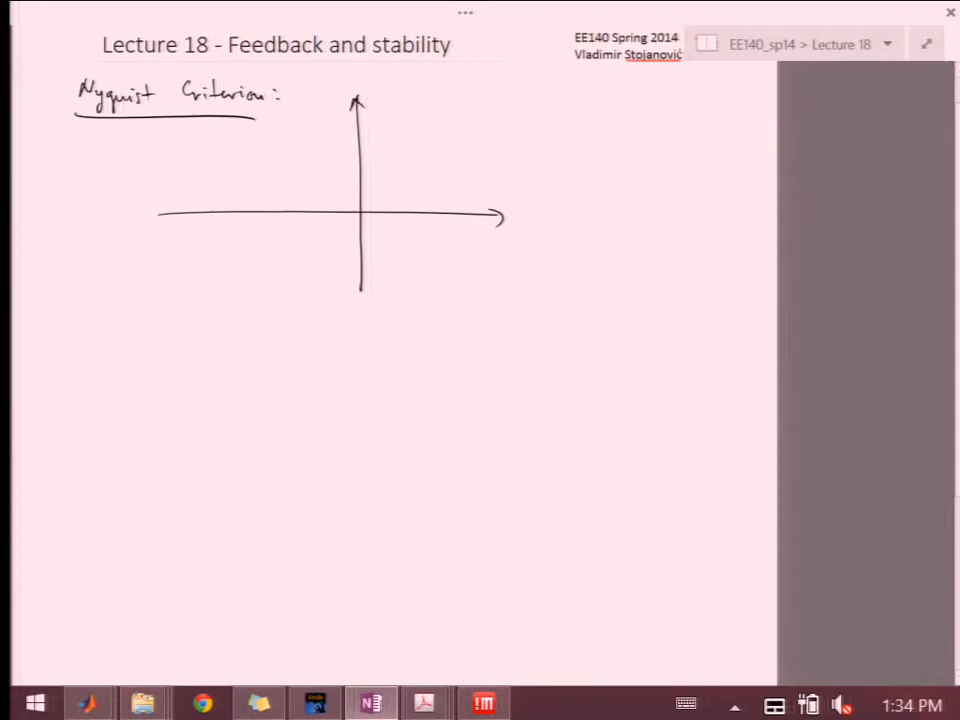 Lecture 18 - Feedback and stability
EE140 Spring 2014
Vladimir Stojanović
EE140_sp14 > Lecture 18
Nyquist Criterion:
1:34 PM